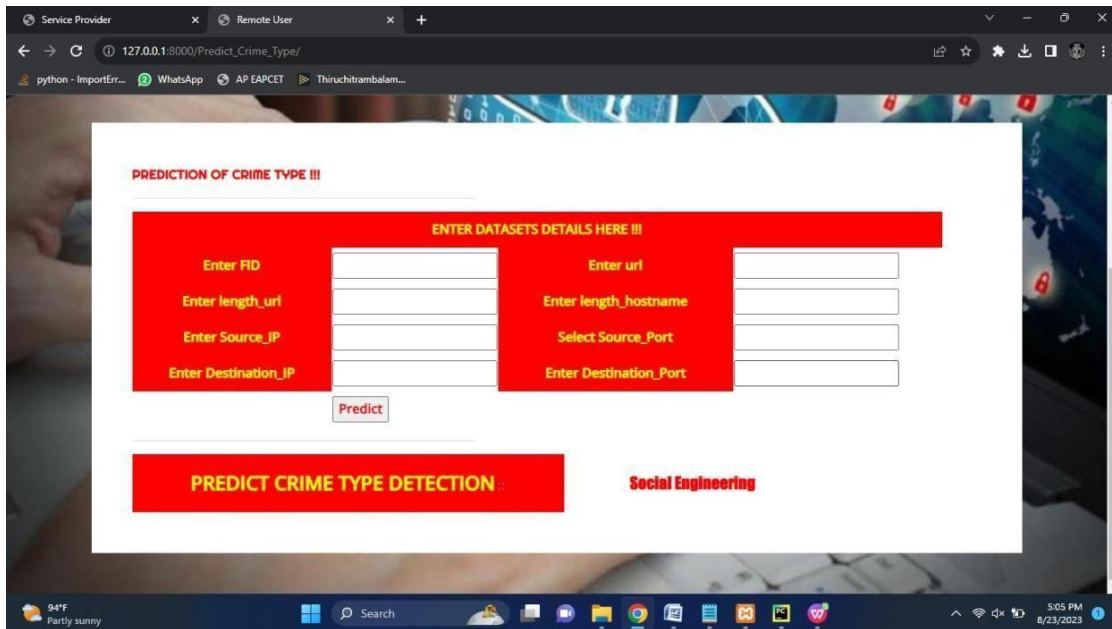 Service Provider
Remote User
127.0.0.1:8000/Predict_Crime_Type/
python - ImportErr...
2
WhatsApp
AP EAPCET
Thiruchitrambalam...
PREDICTION OF CRIME TYPE !!!
ENTER DATASETS DETAILS HERE !!!
Enter FID
Enter url
Enter length_url
Enter length_hostname
Enter Source_IP
Select Source_Port
Enter Destination_IP
Enter Destination_Port
Predict
PREDICT CRIME TYPE DETECTION ::
Social Engineering
94°F
Partly sunny
Search
PC
5:05 PM
8/23/2023
1